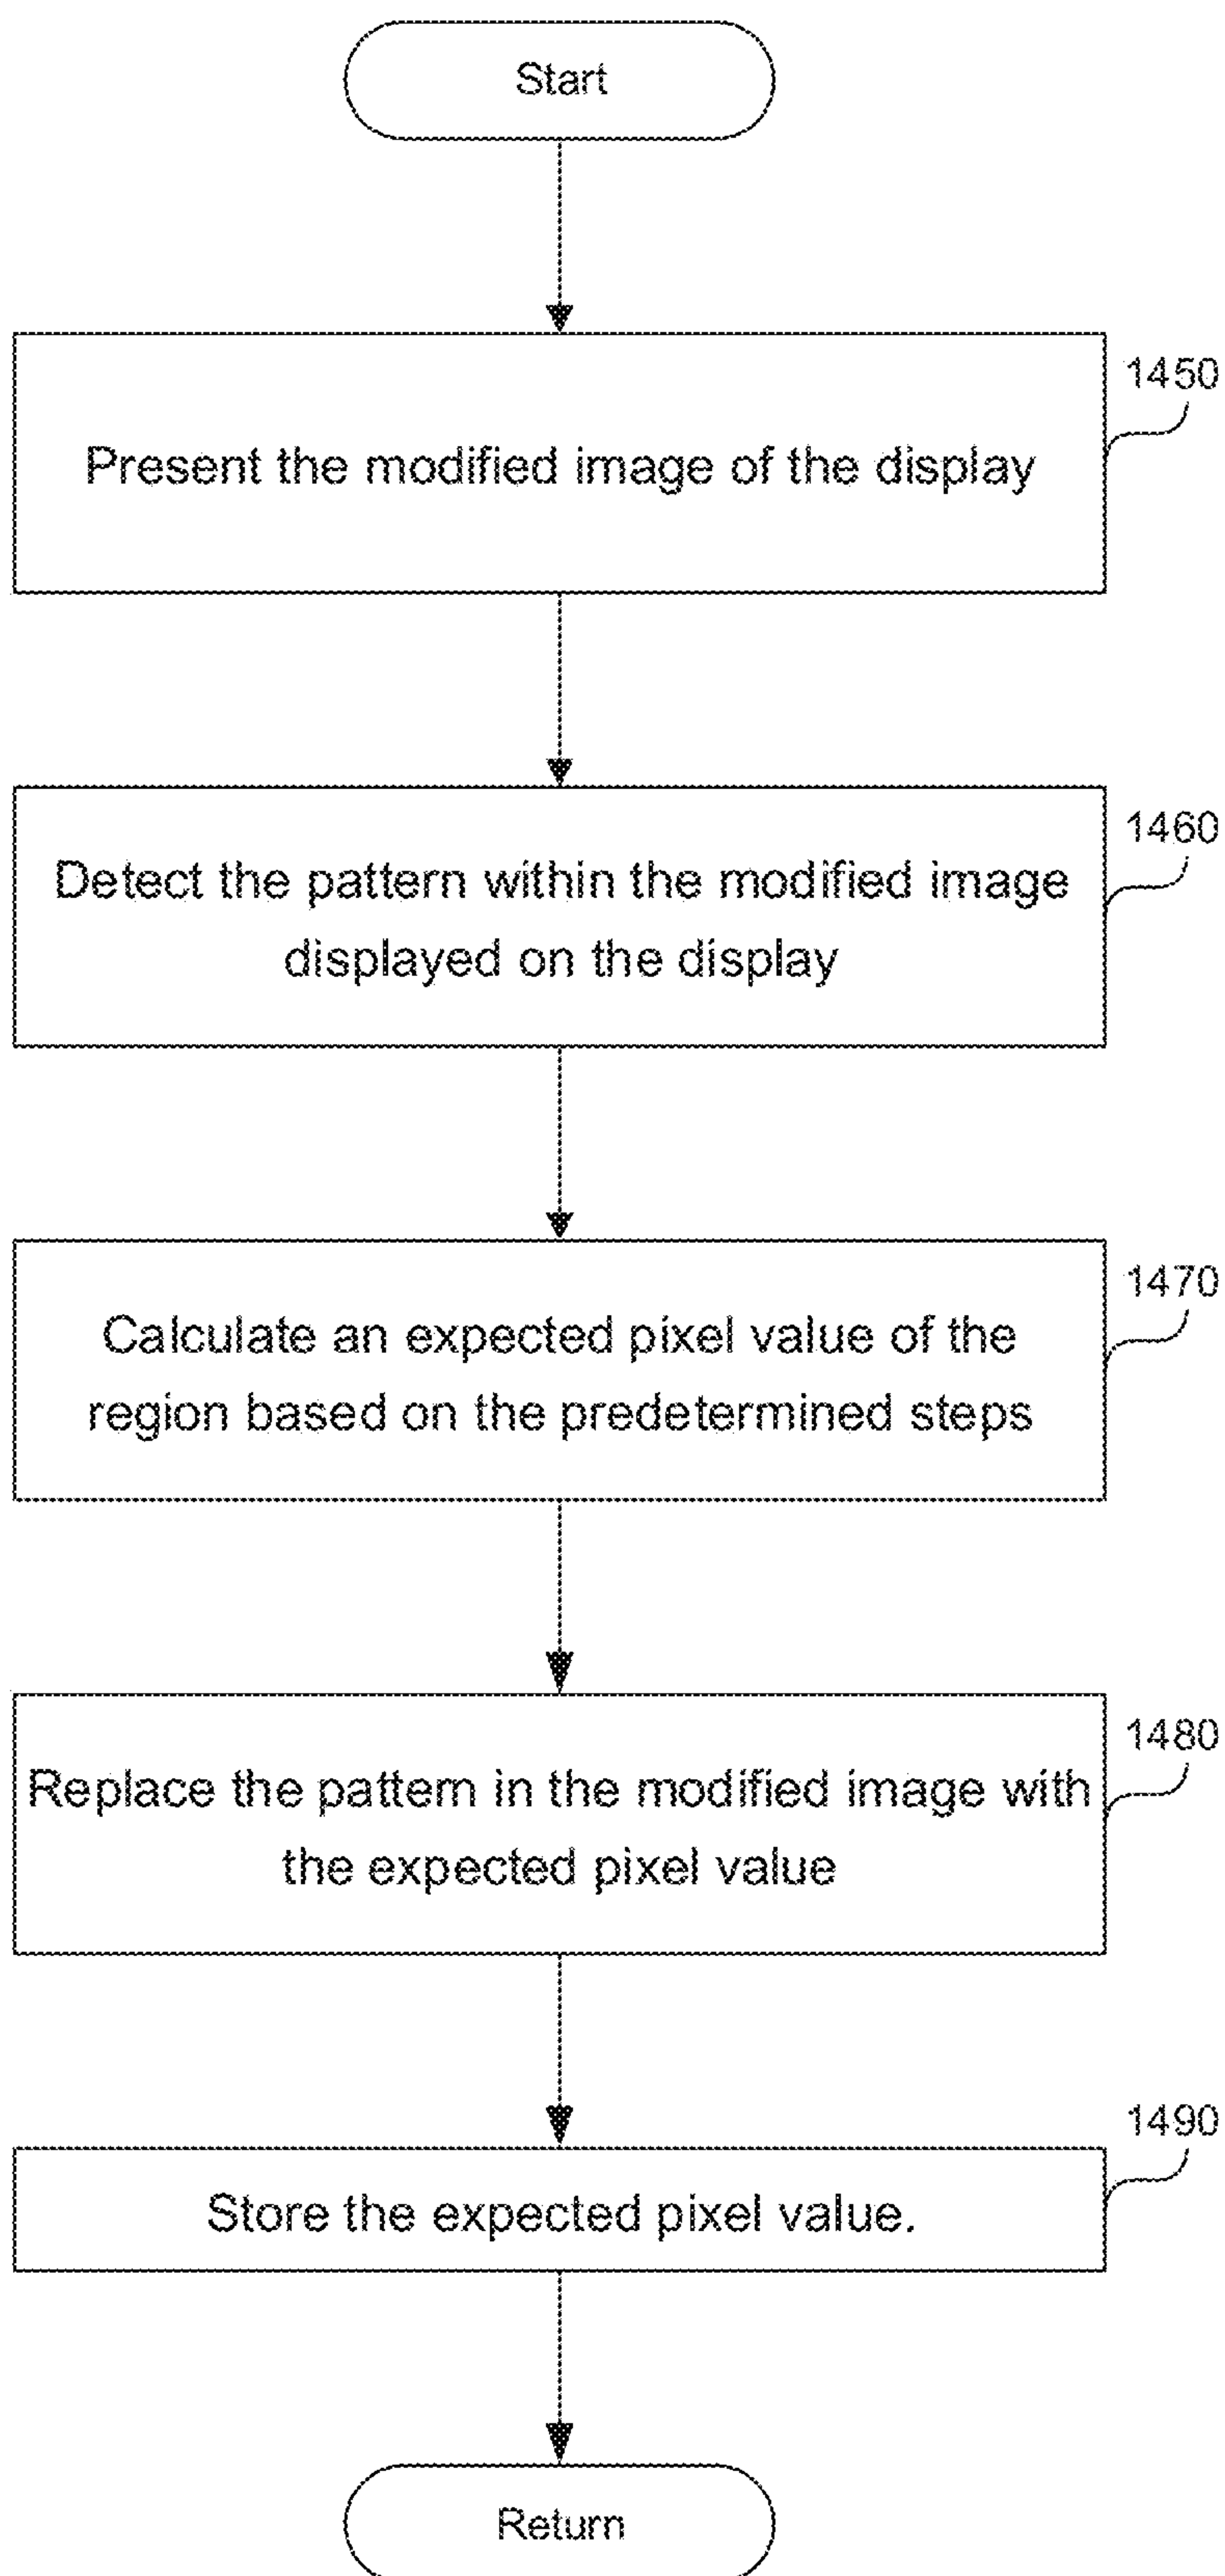 Start
1450
Present the modified image of the display
1460
Detect the pattern within the modified image
displayed on the display
1470
Calculate an expected pixel value of the
region based on the predetermined steps
1480
Replace the pattern in the modified image with
the expected pixel value
1490
Store the expected pixel value.
Return